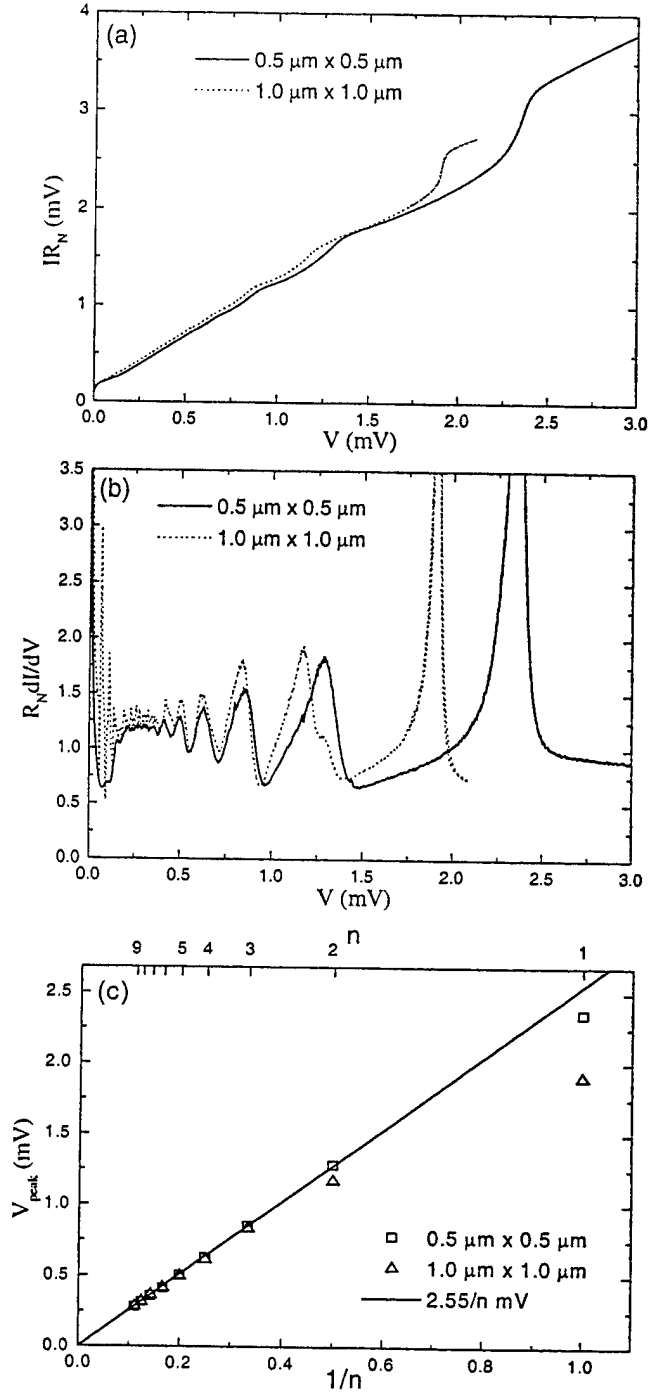 (a)
0.5 μm x 0.5 μm
1.0 μm x 1.0 μm
4
3
2
1
0
IR_N (mV)
0.0 0.5 1.0 1.5 2.0 2.5 3.0
V (mV)
(b)
0.5 μm x 0.5 μm
1.0 μm x 1.0 μm
3.5
3.0
2.5
2.0
1.5
1.0
0.5
0.0
R_N dI/dV
0.0 0.5 1.0 1.5 2.0 2.5 3.0
V (mV)
n
9 5 4 3 2 1
(c)
2.5
2.0
1.5
1.0
0.5
0.0
V_peak (mV)
0.5 μm x 0.5 μm
1.0 μm x 1.0 μm
2.55/n mV
0.0 0.2 0.4 0.6 0.8 1.0
1/n